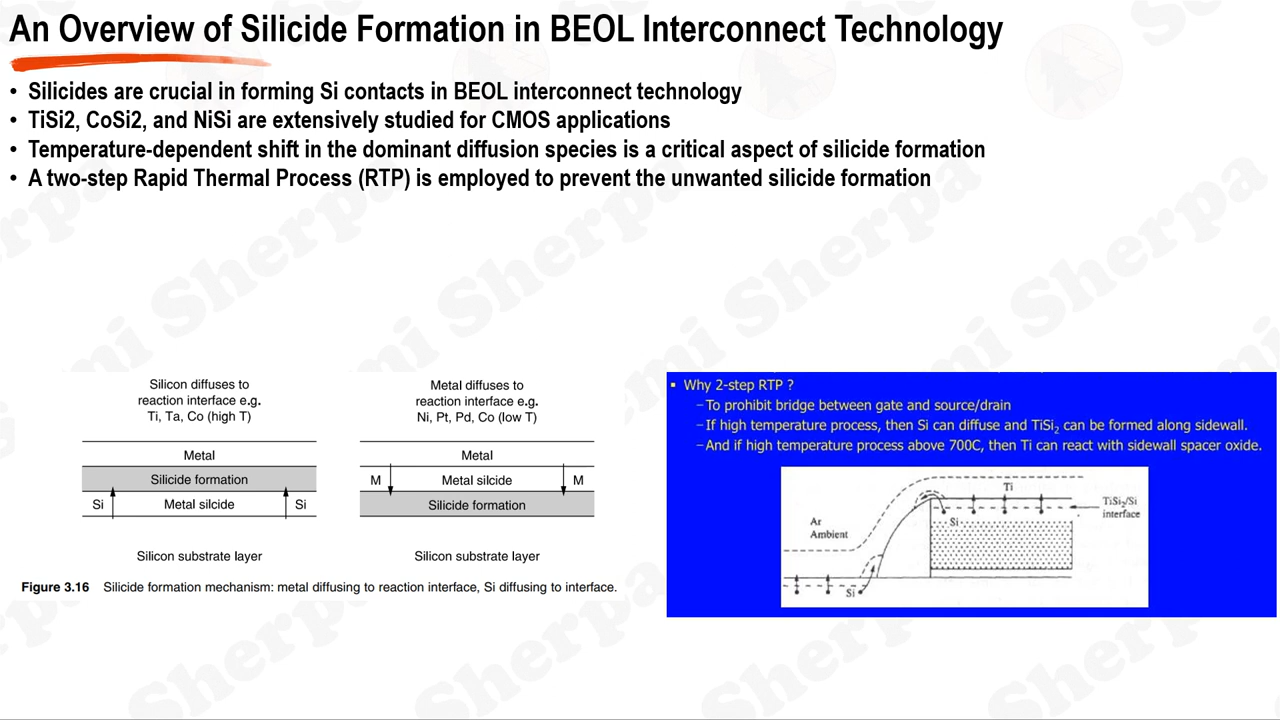 An Overview of Silicide Formation in BEOL Interconnect Technology
• Silicides are crucial in forming Si contacts in BEOL interconnect technology
• TiSi2, CoSi2, and NiSi are extensively studied for CMOS applications
• Temperature-dependent shift in the dominant diffusion species is a critical aspect of silicide formation
• A two-step Rapid Thermal Process (RTP) is employed to prevent the unwanted silicide formation
Silicon diffuses to
reaction interface e.g.
Ti, Ta, Co (high T)
Metal
Silicide formation
Si
Metal silcide
Si
Silicon substrate layer
Metal diffuses to
reaction interface e.g.
Ni, Pt, Pd, Co (low T)
Metal
M
Metal silcide
M
Silicide formation
Silicon substrate layer
Figure 3.16 Silicide formation mechanism: metal diffusing to reaction interface, Si diffusing to interface.
▪ Why 2-step RTP ?
–To prohibit bridge between gate and source/drain
–If high temperature process, then Si can diffuse and TiSi₂ can be formed along sidewall.
–And if high temperature process above 700C, then Ti can react with sidewall spacer oxide.
Ti
TiSi₂/Si
interface
Si
Ar
Ambient
Si
Semi Sherpa